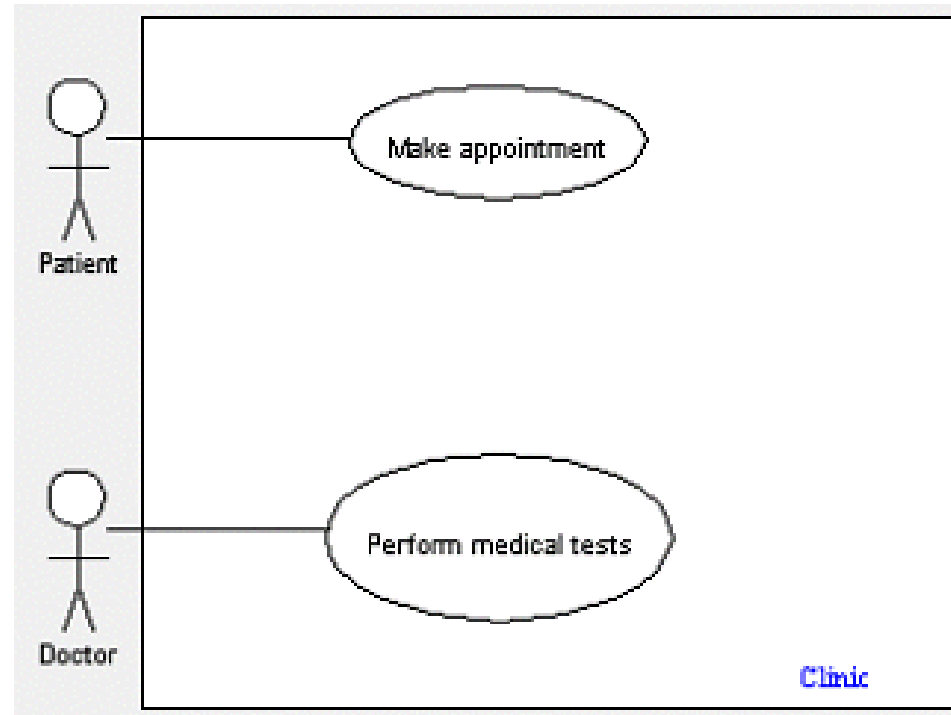 Make appointment
Patient
Perform medical tests
Doctor
Clinic